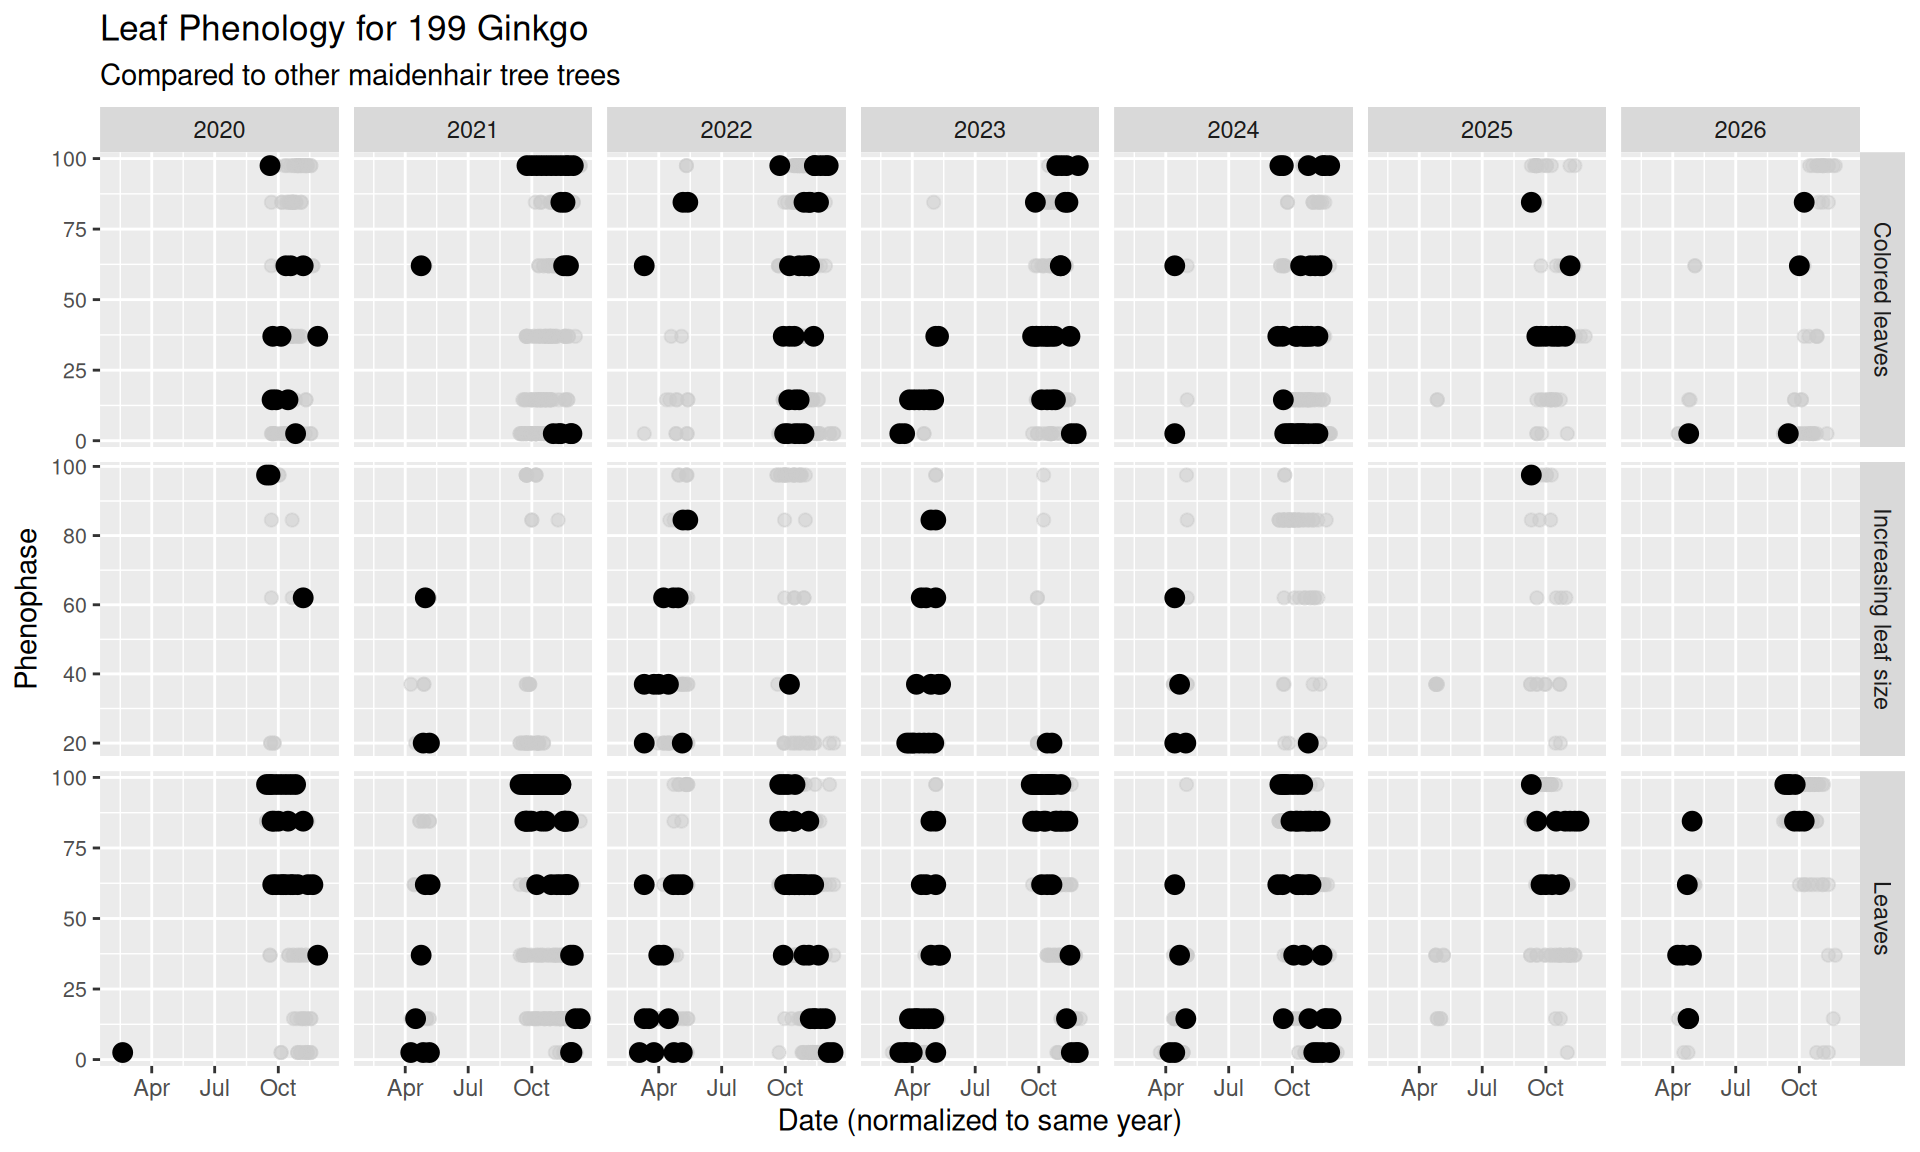 Leaf Phenology for 199 Ginkgo
Compared to other maidenhair tree trees
2020 2021 2022 2023 2024 2025 2026
100
75
50
25
0
Colored leaves
100
80
60
40
20
Increasing leaf size
100
75
50
25
0
Leaves
Phenophase
Apr Jul Oct Apr Jul Oct Apr Jul Oct Apr Jul Oct Apr Jul Oct Apr Jul Oct Apr Jul Oct
Date (normalized to same year)